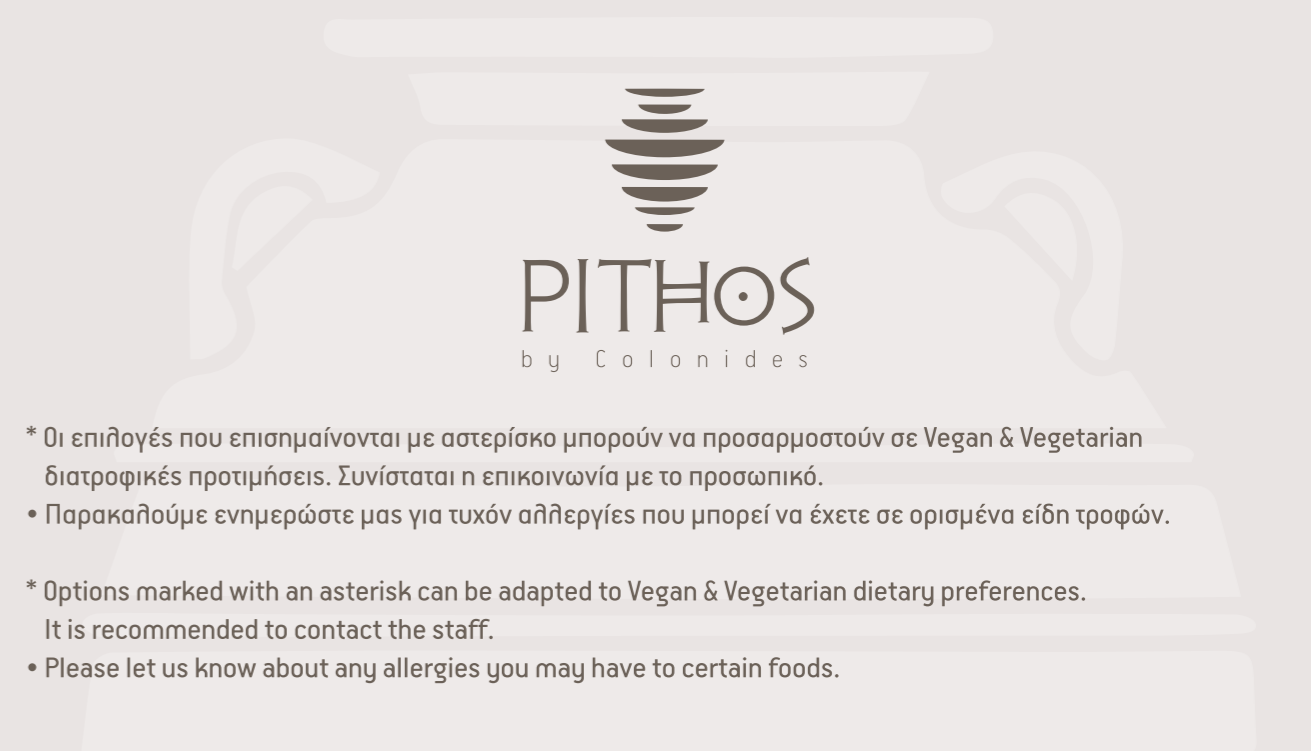 PITHOS
by Colonides
* Οι επιλογές που επισημαίνονται με αστερίσκο μπορούν να προσαρμοστούν σε Vegan & Vegetarian
διατροφικές προτιμήσεις. Συνίσταται η επικοινωνία με το προσωπικό.
• Παρακαλούμε ενημερώστε μας για τυχόν αλλεργίες που μπορεί να έχετε σε ορισμένα είδη τροφών.
* Options marked with an asterisk can be adapted to Vegan & Vegetarian dietary preferences.
It is recommended to contact the staff.
• Please let us know about any allergies you may have to certain foods.